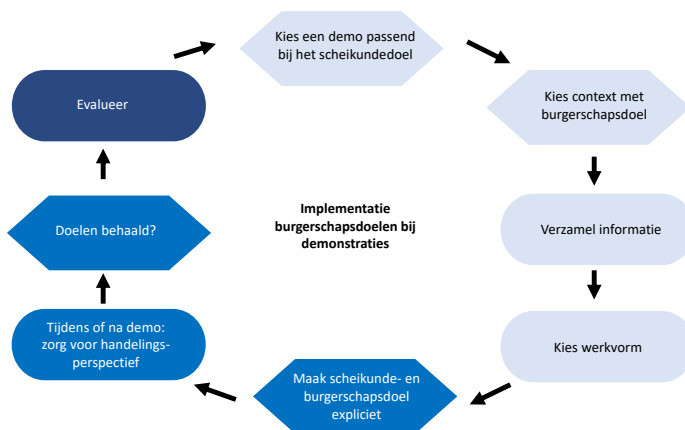 Kies een demo passend
bij het scheikundedoel
Kies context met
burgerschapsdoel
Verzamel informatie
Kies werkvorm
Maak scheikunde- en
burgerschapsdoel
expliciet
Tijdens of na demo:
zorg voor handelings-
perspectief
Doelen behaald?
Evalueer
Implementatie
burgerschapsdoelen bij
demonstraties